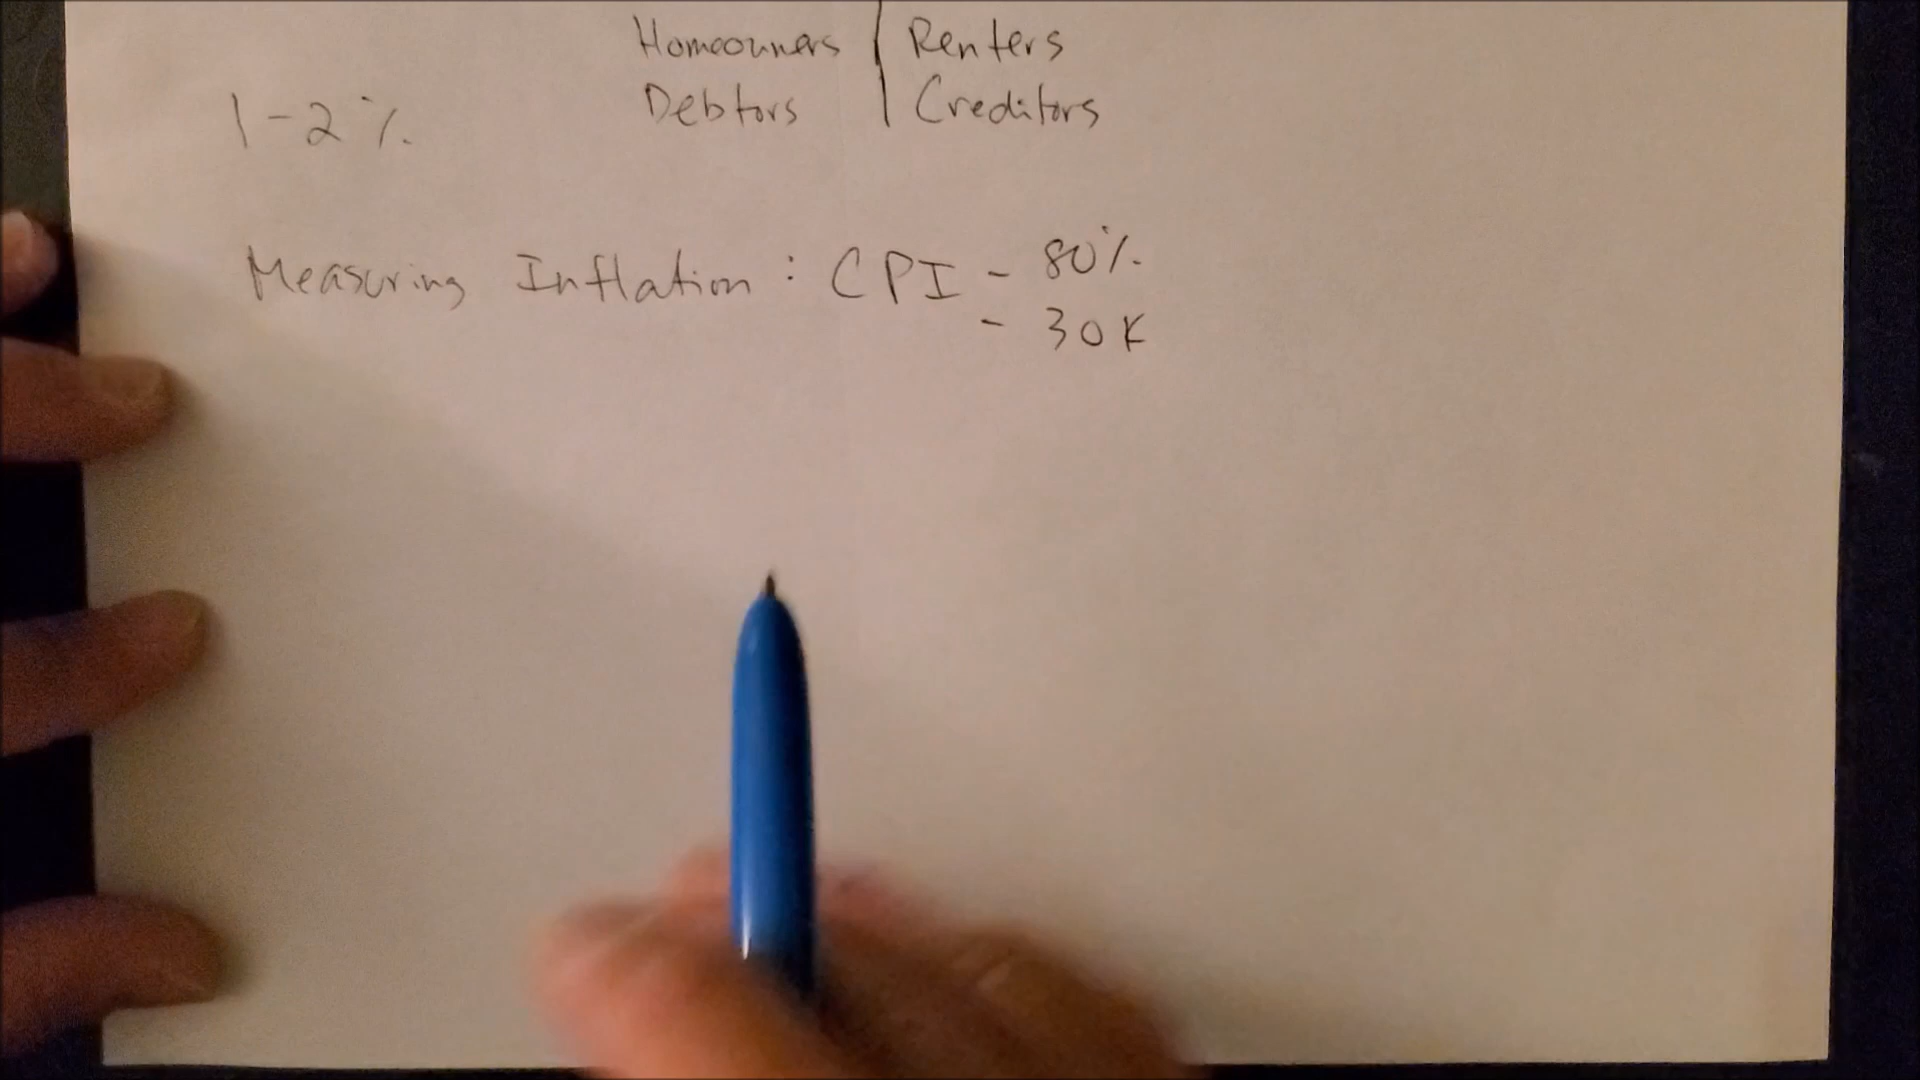 Homeowners | Renters
Debtors | Creditors
1-2%
Measuring Inflation: CPI - 80%
- 30K